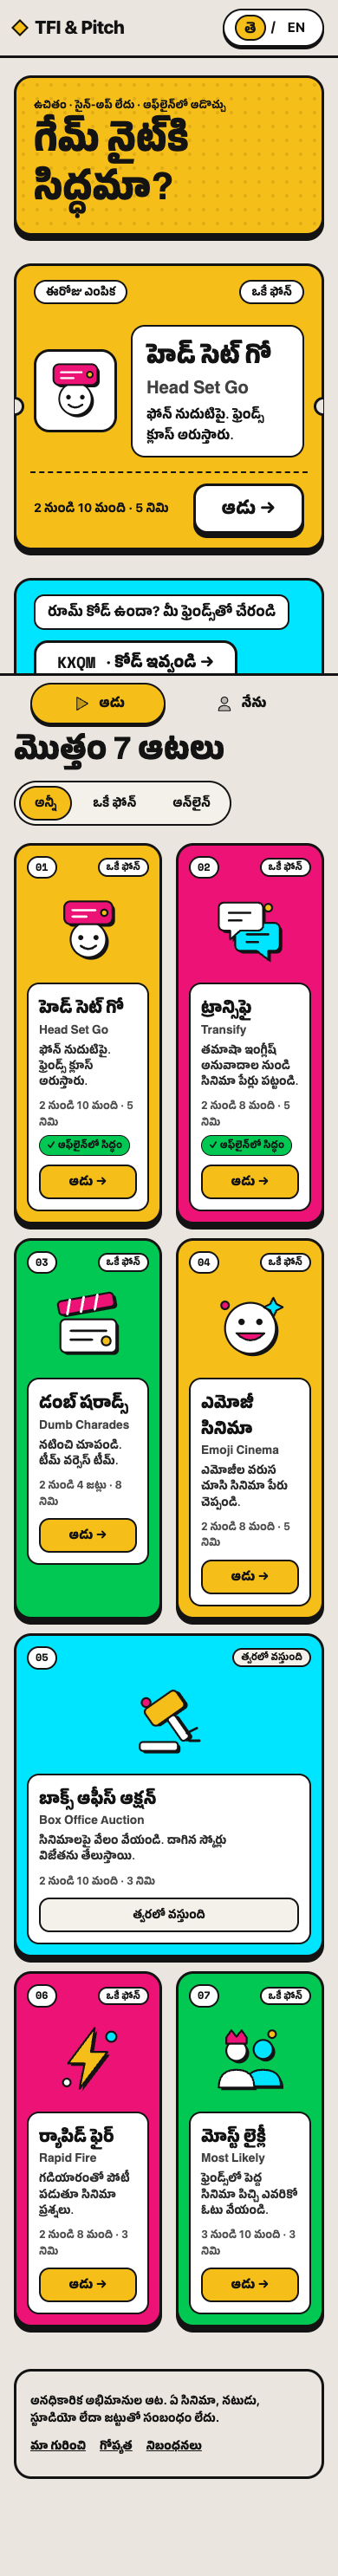 TFI & Pitch
తె / EN
ఉచితం · సైన్-అప్ లేదు · ఆఫ్‌లైన్‌లో ఆడొచ్చు
గేమ్ నైట్‌కి
సిద్ధమా?
ఈరోజు ఎంపిక
ఒకే ఫోన్
హెడ్ సెట్ గో
Head Set Go
ఫోన్ నుదుటిపై. ఫ్రెండ్స్
క్లూస్ అరుస్తారు.
2 నుండి 10 మంది · 5 నిమి
ఆడు →
రూమ్ కోడ్ ఉందా? మీ ఫ్రెండ్స్‌తో చేరండి
KXQM · కోడ్ ఇవ్వండి →
ఆడు
నేను
మొత్తం 7 ఆటలు
అన్నీ
ఒకే ఫోన్
ఆన్‌లైన్
01
ఒకే ఫోన్
హెడ్ సెట్ గో
Head Set Go
ఫోన్ నుదుటిపై.
ఫ్రెండ్స్ క్లూస్
అరుస్తారు.
2 నుండి 10 మంది · 5
నిమి
✓ ఆఫ్‌లైన్‌లో సిద్ధం
ఆడు →
02
ఒకే ఫోన్
ట్రాన్సిఫై
Transify
తమాషా ఇంగ్లీష్
అనువాదాల నుండి
సినిమా పేర్లు పట్టండి.
2 నుండి 8 మంది · 5
నిమి
✓ ఆఫ్‌లైన్‌లో సిద్ధం
ఆడు →
03
ఒకే ఫోన్
డంబ్ షరాడ్స్
Dumb Charades
నటించి చూపండి.
టీమ్ వర్సెస్ టీమ్.
2 నుండి 4 జట్లు · 8
నిమి
ఆడు →
04
ఒకే ఫోన్
ఎమోజీ
సినిమా
Emoji Cinema
ఎమోజీల వరుస
చూసి సినిమా పేరు
చెప్పండి.
2 నుండి 8 మంది · 5
నిమి
ఆడు →
05
త్వరలో వస్తుంది
బాక్స్ ఆఫీస్ ఆక్షన్
Box Office Auction
సినిమాలపై వేలం వేయండి. దాగిన స్కోర్లు
విజేతను తేలుస్తాయి.
2 నుండి 10 మంది · 3 నిమి
త్వరలో వస్తుంది
06
ఒకే ఫోన్
ర్యాపిడ్ ఫైర్
Rapid Fire
గడియారంతో పోటీ
పడుతూ సినిమా
ప్రశ్నలు.
2 నుండి 8 మంది · 3
నిమి
ఆడు →
07
ఒకే ఫోన్
మోస్ట్ లైక్లీ
Most Likely
ఫ్రెండ్స్‌లో పెద్ద
సినిమా పిచ్చి ఎవరికో
ఓటు వేయండి.
3 నుండి 10 మంది · 3
నిమి
ఆడు →
అనధికారిక అభిమానుల ఆట. ఏ సినిమా, నటుడు,
స్టూడియో లేదా జట్టుతో సంబంధం లేదు.
మా గురించి
గోప్యత
నిబంధనలు